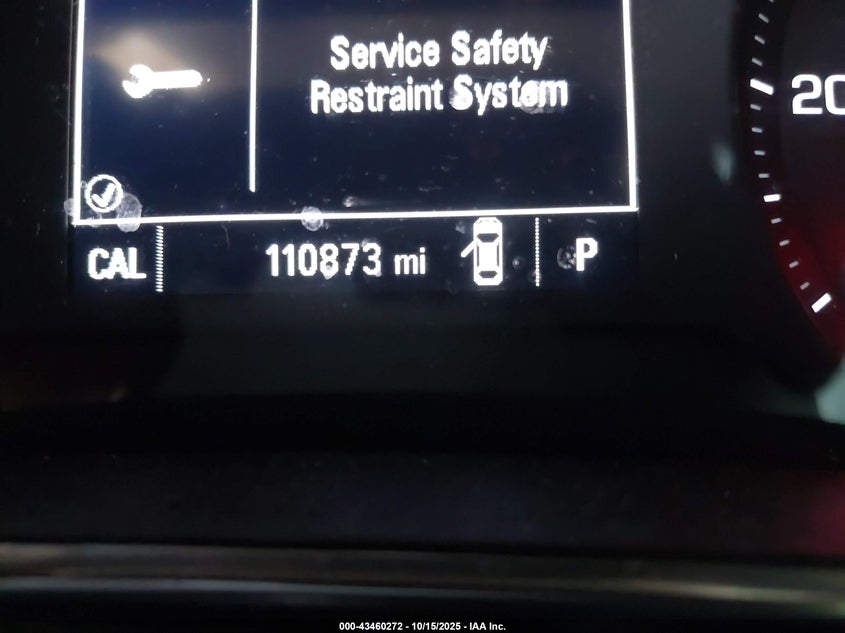 Service Safety
Restraint System
CAL 110873 mi P
20
000-43460272 - 10/15/2025 - IAA Inc.